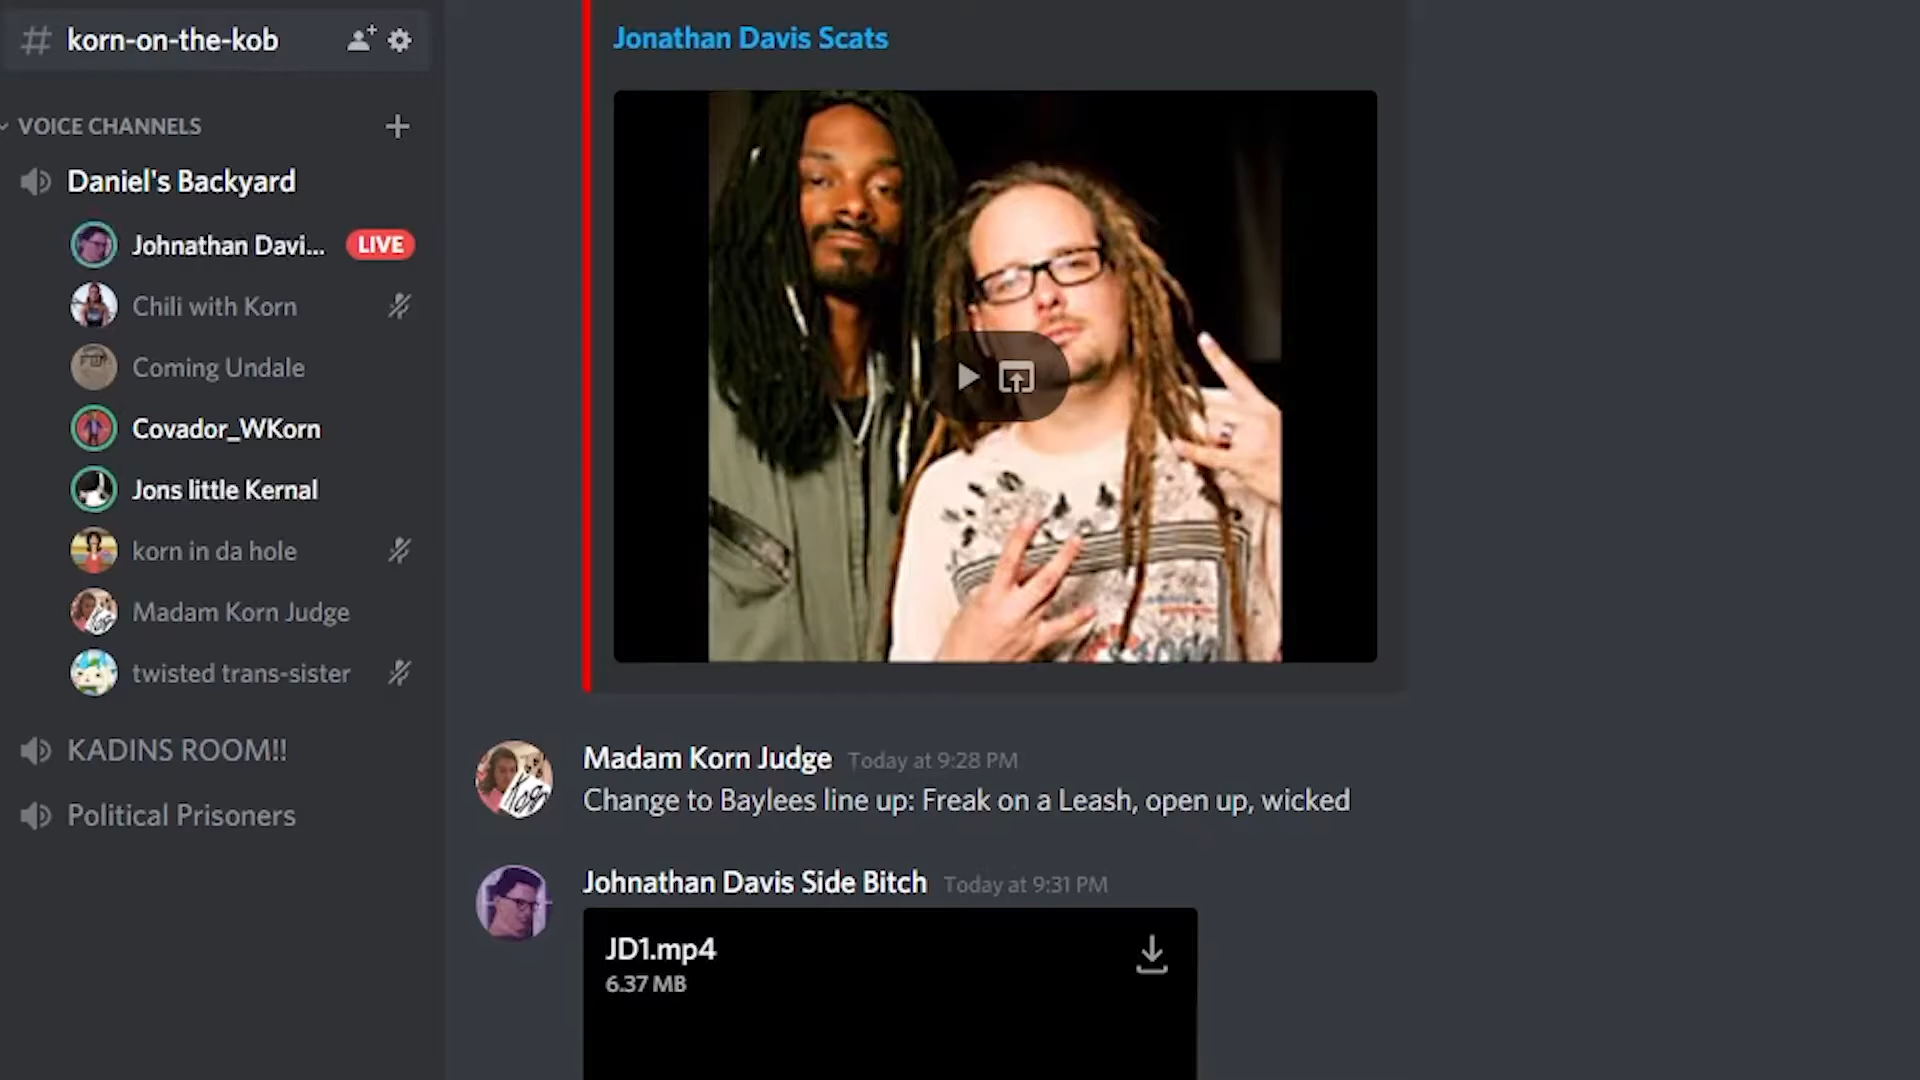 korn-on-the-kob
VOICE CHANNELS
Daniel's Backyard
Johnathan Davi...
LIVE
Chili with Korn
Coming Undale
Covador_WKorn
Jons little Kernal
korn in da hole
Madam Korn Judge
twisted trans-sister
KADINS ROOM!!
Political Prisoners
Jonathan Davis Scats
Madam Korn Judge Today at 9:28 PM
Change to Baylees line up: Freak on a Leash, open up, wicked
Johnathan Davis Side Bitch Today at 9:31 PM
JD1.mp4
6.37 MB